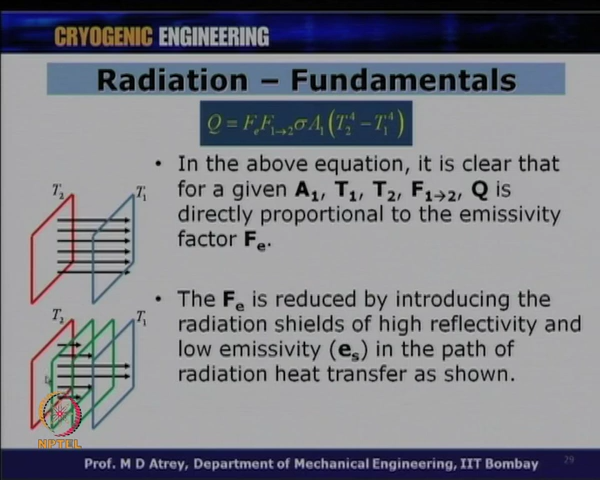 CRYOGENIC ENGINEERING
Radiation – Fundamentals
Q = FₑF₁→₂σA₁(T₂⁴ − T₁⁴)
• In the above equation, it is clear that
for a given A₁, T₁, T₂, F₁→₂, Q is
directly proportional to the emissivity
factor Fₑ.
T₂ T₁
• The Fₑ is reduced by introducing the
radiation shields of high reflectivity and
low emissivity (eₛ) in the path of
radiation heat transfer as shown.
T₂ T₁
NPTEL
29
Prof. M D Atrey, Department of Mechanical Engineering, IIT Bombay